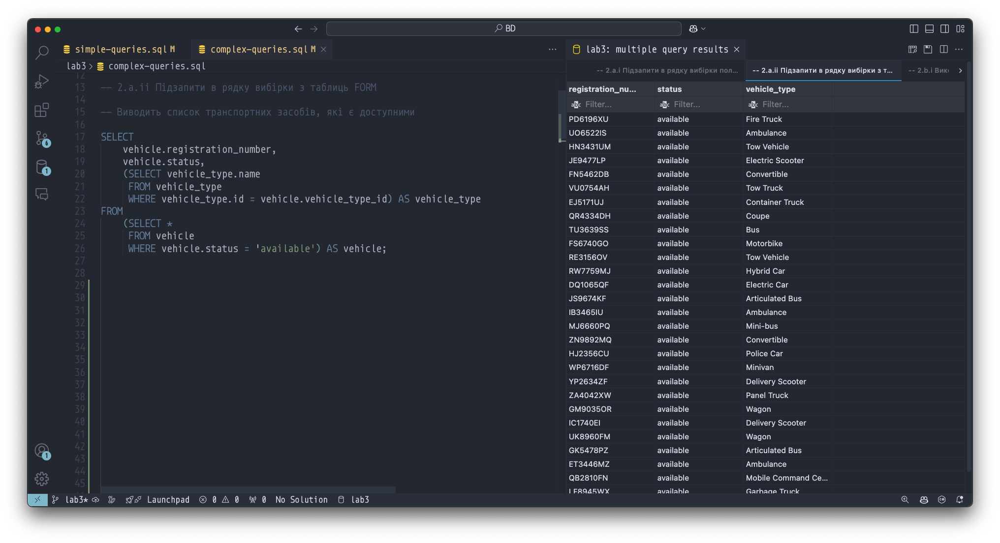 BD
simple-queries.sql M
complex-queries.sql M
lab3: multiple query results
lab3 > complex-queries.sql
12
13 -- 2.a.ii Підзапити в рядку вибірки з таблиць FORM
14
15 -- Виводить список транспортних засобів, які є доступними
16
17 SELECT
18 vehicle.registration_number,
19 vehicle.status,
20 (SELECT vehicle_type.name
21 FROM vehicle_type
22 WHERE vehicle_type.id = vehicle.vehicle_type_id) AS vehicle_type
23 FROM
24 (SELECT *
25 FROM vehicle
26 WHERE vehicle.status = 'available') AS vehicle;
27
28
29
30
31
32
33
34
35
36
37
38
39
40
41
42
43
44
45
-- 2.a.i Підзапити в рядку вибірки пол...
-- 2.a.ii Підзапити в рядку вибірки з т...
-- 2.b.i Вик
registration_nu... status vehicle_type
abc Filter... abc Filter... abc Filter...
PD6196XU available Fire Truck
UO6522IS available Ambulance
HN3431UM available Tow Vehicle
JE9477LP available Electric Scooter
FN5462DB available Convertible
VU0754AH available Tow Truck
EJ5171UJ available Container Truck
QR4334DH available Coupe
TU3639SS available Bus
FS6740GO available Motorbike
RE3156OV available Tow Vehicle
RW7759MJ available Hybrid Car
DQ1065QF available Electric Car
JS9674KF available Articulated Bus
IB3465IU available Ambulance
MJ6660PQ available Mini-bus
ZN9892MQ available Convertible
HJ2356CU available Police Car
WP6716DF available Minivan
YP2634ZF available Delivery Scooter
ZA4042XW available Panel Truck
GM9035OR available Wagon
IC1740EI available Delivery Scooter
UK8960FM available Wagon
GK5478PZ available Articulated Bus
ET3446MZ available Ambulance
QB2810FN available Mobile Command Ce...
LF8945WX available Garbage Truck
6
1
1
lab3* Launchpad 0 0 0 No Solution lab3